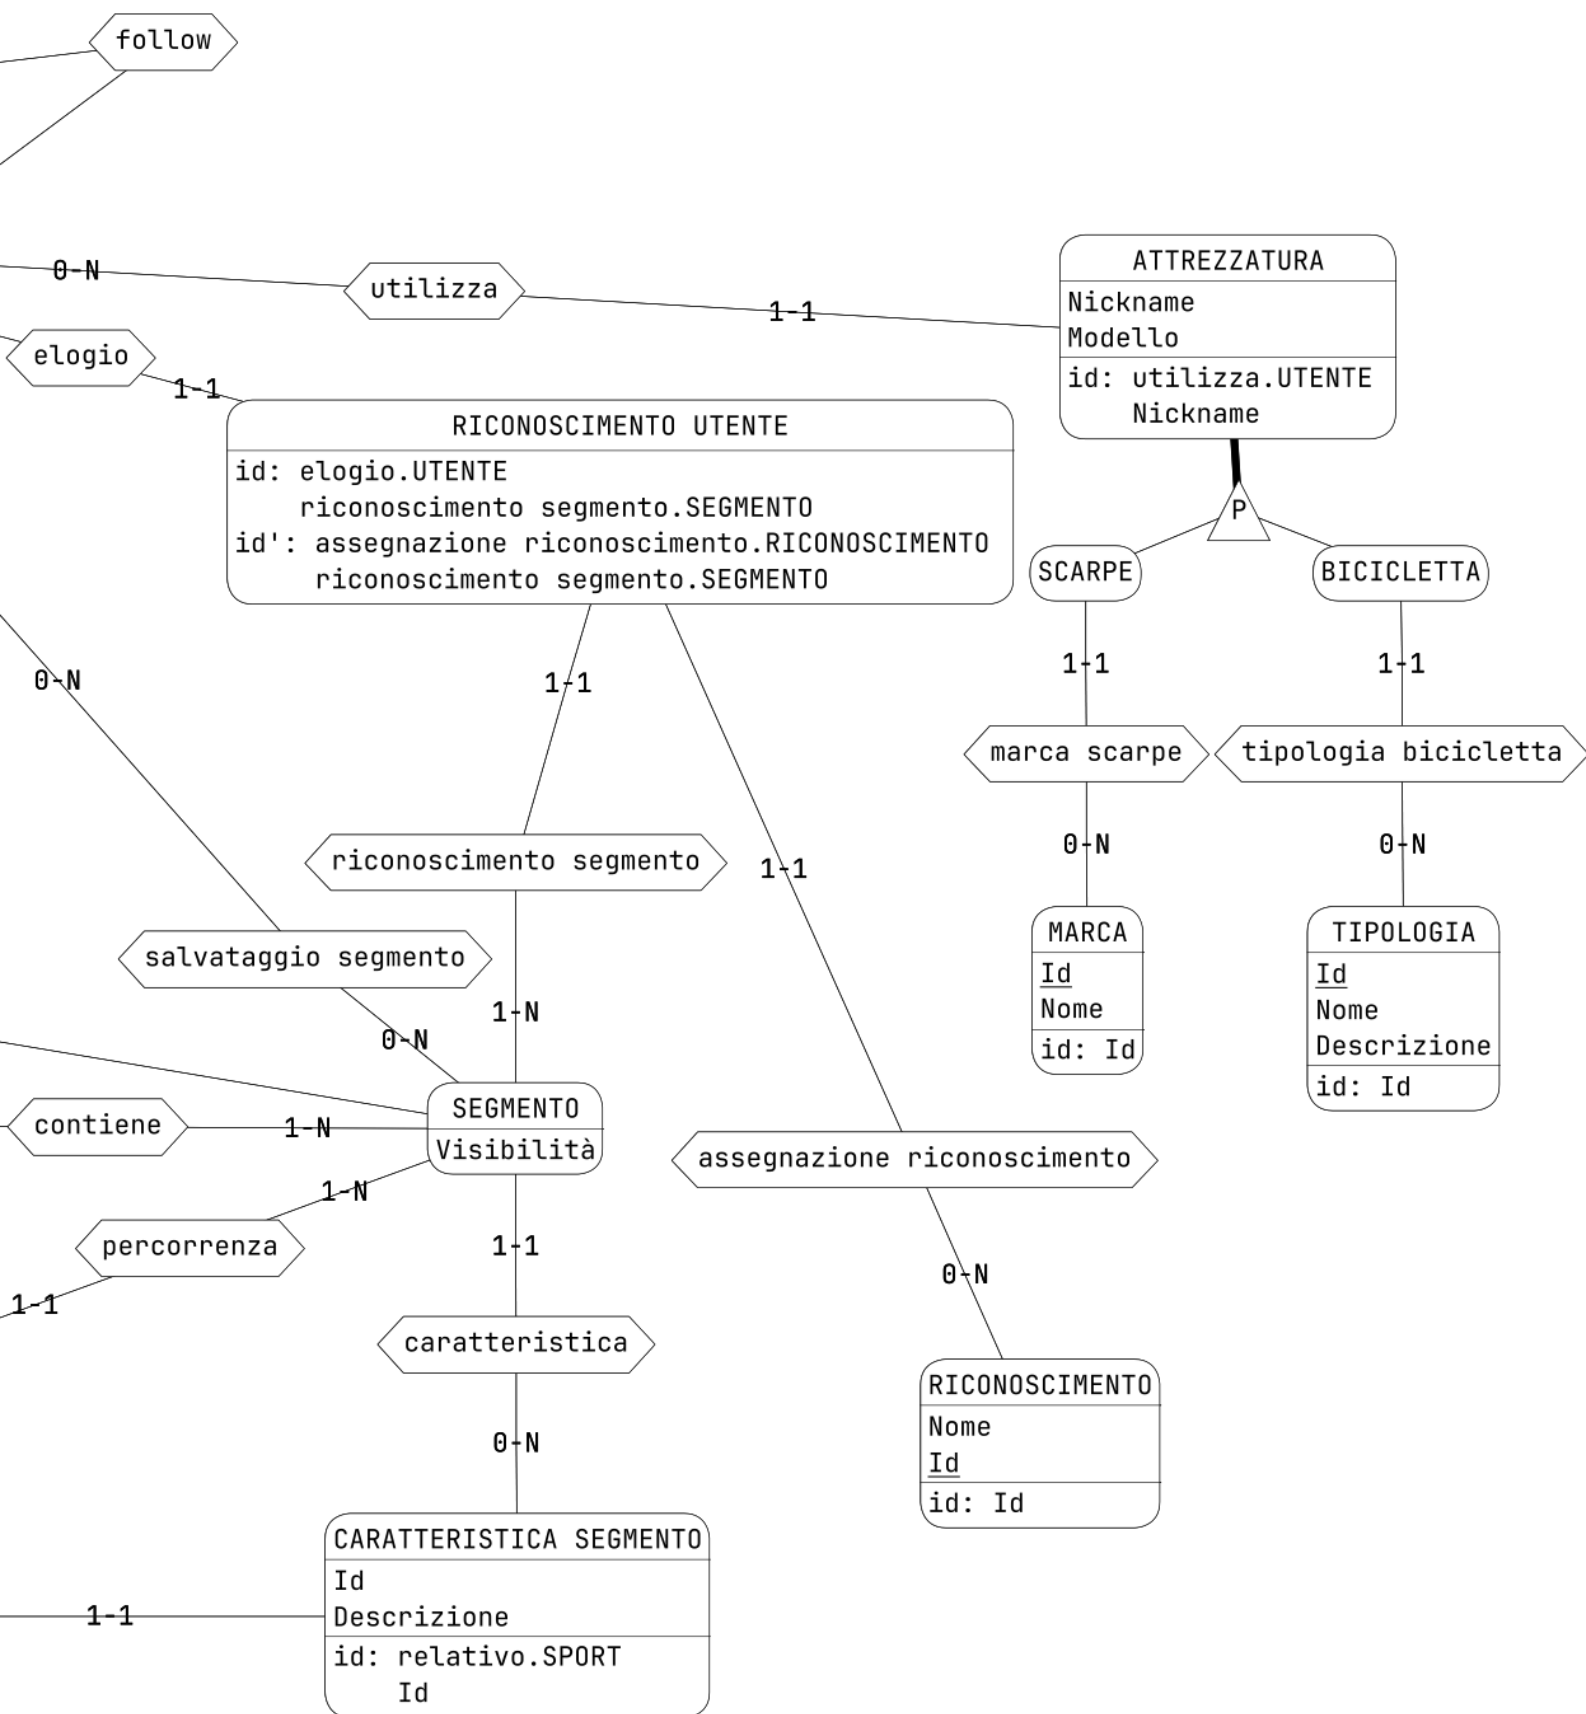 follow
0-N
utilizza
1-1
ATTREZZATURA
Nickname
Modello
id: utilizza.UTENTE
Nickname
elogio
1-1
RICONOSCIMENTO UTENTE
id: elogio.UTENTE
riconoscimento segmento.SEGMENTO
id': assegnazione riconoscimento.RICONOSCIMENTO
riconoscimento segmento.SEGMENTO
P
SCARPE
BICICLETTA
0-N
1-1
1-1
1-1
marca scarpe
tipologia bicicletta
0-N
0-N
riconoscimento segmento
1-1
MARCA
Id
Nome
id: Id
TIPOLOGIA
Id
Nome
Descrizione
id: Id
salvataggio segmento
1-N
0-N
SEGMENTO
Visibilità
contiene
1-N
assegnazione riconoscimento
1-N
percorrenza
1-1
1-1
0-N
caratteristica
0-N
RICONOSCIMENTO
Nome
Id
id: Id
CARATTERISTICA SEGMENTO
Id
Descrizione
id: relativo.SPORT
Id
1-1